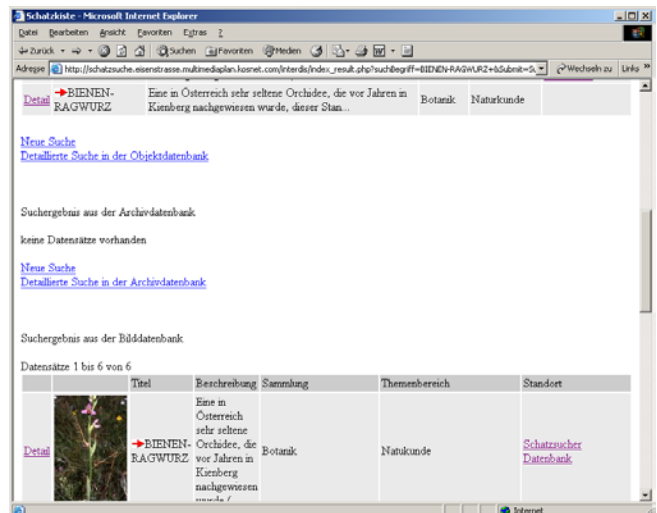 Schatzkiste - Microsoft Internet Explorer
Datei Bearbeiten Ansicht Favoriten Extras ?
Zurück Suchen Favoriten Medien
Adresse http://schatzsuche.eisenstrasse.multimediaplan.kosnet.com/interdis/index_result.php?suchBegriff=BIENEN-RAGWURZ+&Submit=S Wechseln zu Links »
Detail BIENEN-RAGWURZ Eine in Österreich sehr seltene Orchidee, die vor Jahren in Kienberg nachgewiesen wurde, dieser Stan... Botanik Naturkunde
Neue Suche
Detaillierte Suche in der Objektdatenbank
Suchergebnis aus der Archivdatenbank
keine Datensätze vorhanden
Neue Suche
Detaillierte Suche in der Archivdatenbank
Suchergebnis aus der Bilddatenbank
Datensätze 1 bis 6 von 6
Titel Beschreibung Sammlung Themenbereich Standort
Detail BIENEN-RAGWURZ Eine in Österreich sehr seltene Orchidee, die vor Jahren in Kienberg nachgewiesen Botanik Natukunde Schatzsucher Datenbank
Internet